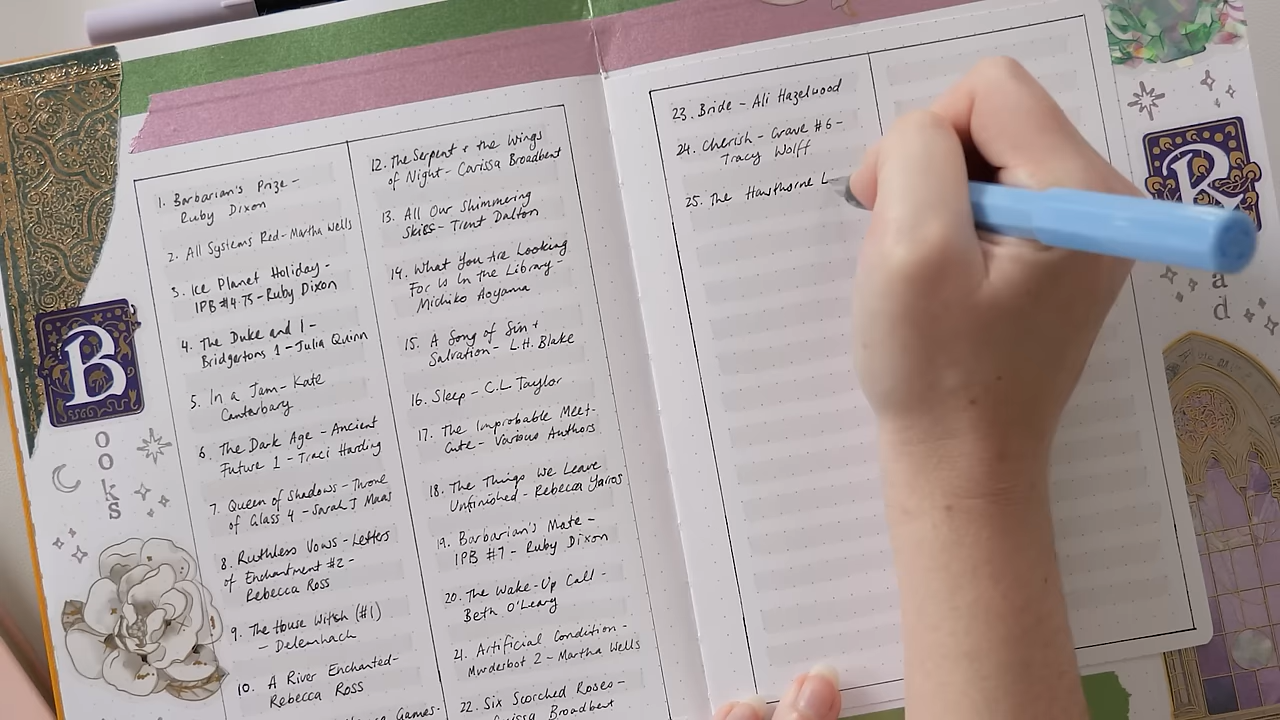 B
o
o
k
s
1. Barbarian's Prize -
Ruby Dixon
2. All Systems Red - Martha Wells
3. Ice Planet Holiday -
IPB #4.75 - Ruby Dixon
4. The Duke and I -
Bridgertons 1 - Julia Quinn
5. In a Jam - Kate
Canterbary
6. The Dark Age - Ancient
Future 1 - Traci Harding
7. Queen of Shadows - Throne
of Glass 4 - Sarah J Maas
8. Ruthless Vows - Letters
of Enchantment #2 -
Rebecca Ross
9. The House Witch (#1)
- Delemhach
10. A River Enchanted -
Rebecca Ross
Games -
12. The Serpent + the Wings
of Night - Carissa Broadbent
13. All Our Shimmering
Skies - Trent Dalton
14. What You Are Looking
For Is In the Library -
Michiko Aoyama
15. A Song of Sin +
Salvation - L.H. Blake
16. Sleep - C.L Taylor
17. The Improbable Meet-
Cute - Various Authors
18. The Things We Leave
Unfinished - Rebecca Yarros
19. Barbarian's Mate -
IPB #7 - Ruby Dixon
20. The Wake-Up Call -
Beth O'Leary
21. Artificial Condition -
Murderbot 2 - Martha Wells
22. Six Scorched Roses -
Carissa Broadbent
23. Bride - Ali Hazelwood
24. Cherish - Crave #6 -
Tracy Wolff
25. The Hawthorne L
R
a
d